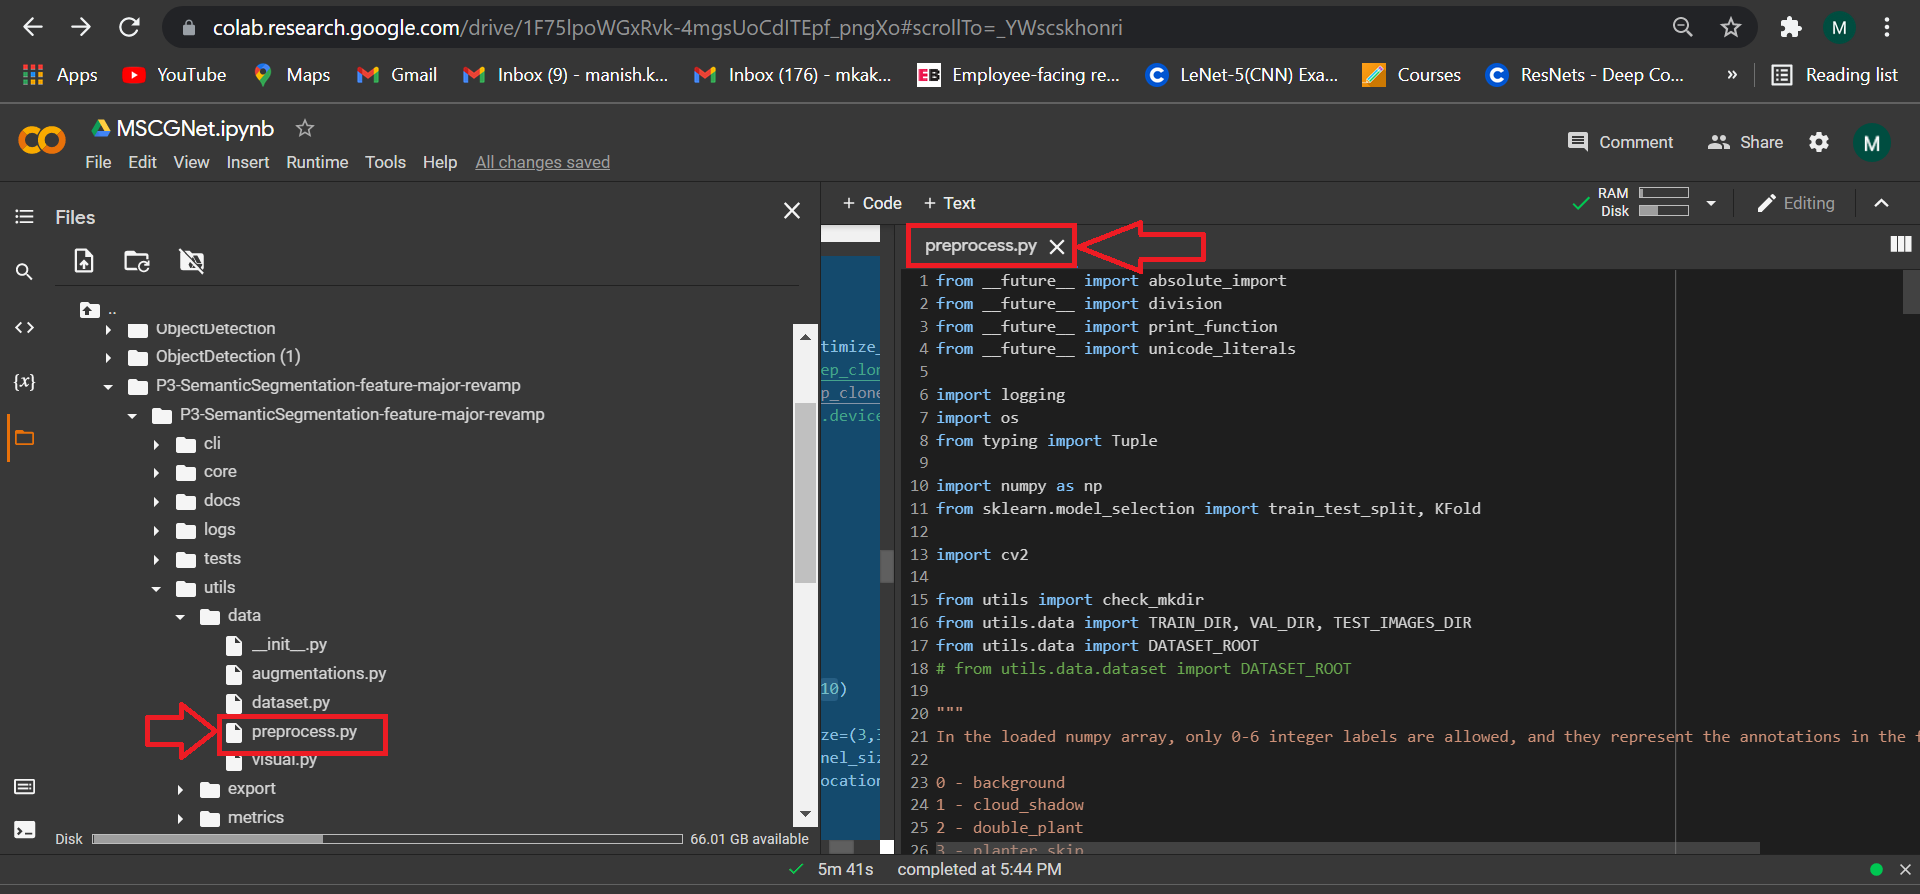 colab.research.google.com/drive/1F75lpoWGxRvk-4mgsUoCdITEpf_pngXo#scrollTo=_YWscskhonri
M
Apps
YouTube
Maps
Gmail
Inbox (9) - manish.k...
Inbox (176) - mkak...
EB Employee-facing re...
C LeNet-5(CNN) Exa...
Courses
C ResNets - Deep Co...
»
Reading list
MSCGNet.ipynb
File Edit View Insert Runtime Tools Help All changes saved
Comment
Share
M
Files
+ Code + Text
RAM
Disk
Editing
..
ObjectDetection
ObjectDetection (1)
P3-SemanticSegmentation-feature-major-revamp
P3-SemanticSegmentation-feature-major-revamp
cli
core
docs
logs
tests
utils
data
__init__.py
augmentations.py
dataset.py
preprocess.py
visual.py
export
metrics
Disk
66.01 GB available
timize_
ep_clon
p_clone
.device
10)
ze=(3,3
nel_siz
ocation
preprocess.py
1 from __future__ import absolute_import
2 from __future__ import division
3 from __future__ import print_function
4 from __future__ import unicode_literals
5
6 import logging
7 import os
8 from typing import Tuple
9
10 import numpy as np
11 from sklearn.model_selection import train_test_split, KFold
12
13 import cv2
14
15 from utils import check_mkdir
16 from utils.data import TRAIN_DIR, VAL_DIR, TEST_IMAGES_DIR
17 from utils.data import DATASET_ROOT
18 # from utils.data.dataset import DATASET_ROOT
19
20 """
21 In the loaded numpy array, only 0-6 integer labels are allowed, and they represent the annotations in the f
22
23 0 - background
24 1 - cloud_shadow
25 2 - double_plant
26 3 - planter_skip
5m 41s completed at 5:44 PM